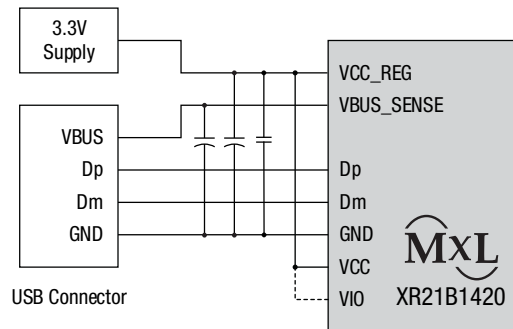 3.3V
Supply
VCC_REG
VBUS_SENSE
VBUS
Dp
Dp
Dm
Dm
GND
GND
MXL
VCC
VIO
XR21B1420
USB Connector